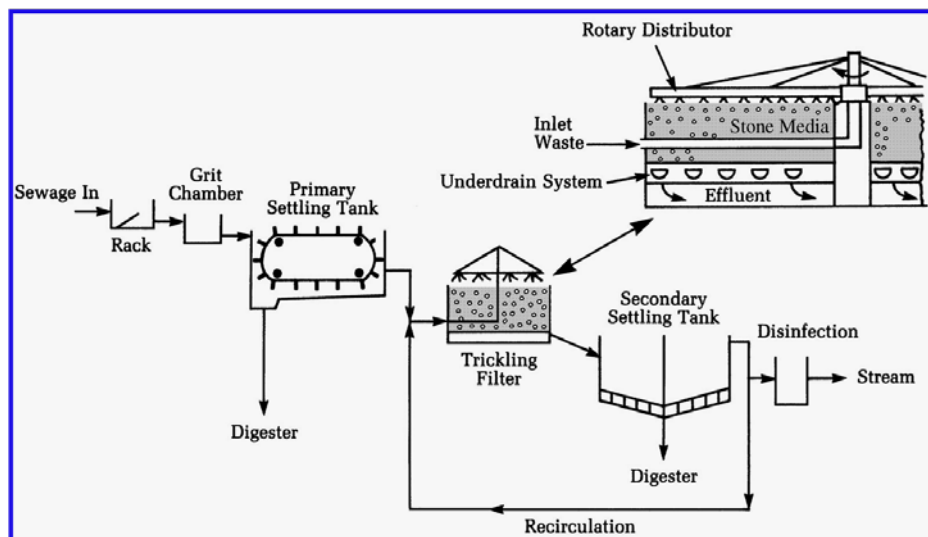 Rotary Distributor
Inlet
Waste
Stone Media
Underdrain System
Effluent
Sewage In
Grit
Chamber
Primary
Settling Tank
Rack
Digester
Trickling
Filter
Secondary
Settling Tank
Disinfection
Stream
Digester
Recirculation